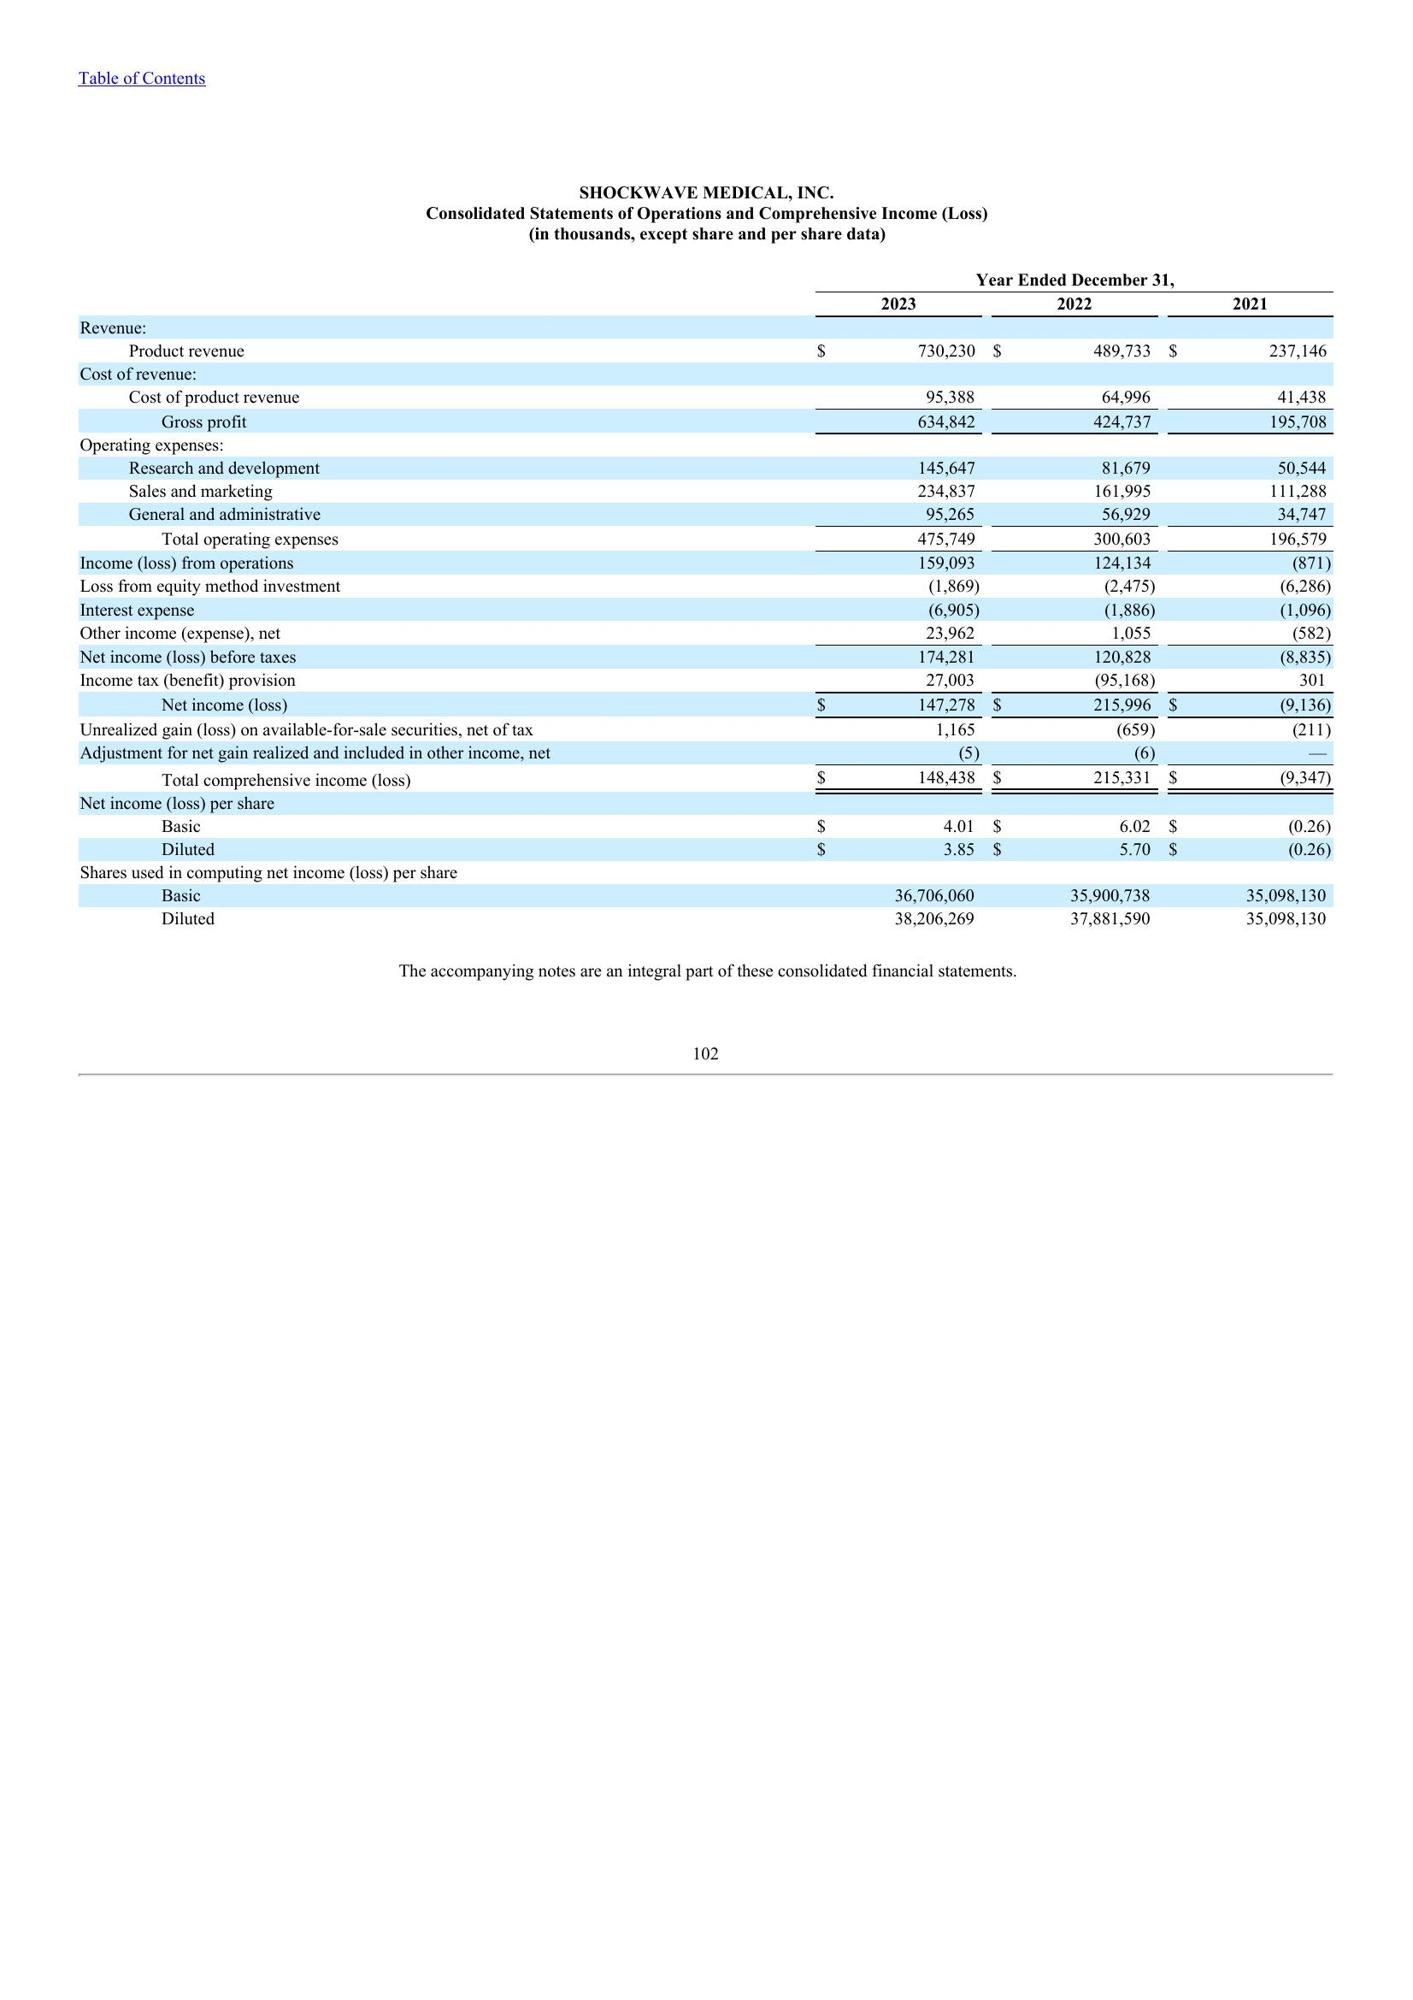 Table of Contents
SHOCKWAVE MEDICAL, INC.
Consolidated Statements of Operations and Comprehensive Income (Loss)
(in thousands, except share and per share data)
Year Ended December 31,
2023 2022 2021
Revenue:
Product revenue $ 730,230 $ 489,733 $ 237,146
Cost of revenue:
Cost of product revenue 95,388 64,996 41,438
Gross profit 634,842 424,737 195,708
Operating expenses:
Research and development 145,647 81,679 50,544
Sales and marketing 234,837 161,995 111,288
General and administrative 95,265 56,929 34,747
Total operating expenses 475,749 300,603 196,579
Income (loss) from operations 159,093 124,134 (871)
Loss from equity method investment (1,869) (2,475) (6,286)
Interest expense (6,905) (1,886) (1,096)
Other income (expense), net 23,962 1,055 (582)
Net income (loss) before taxes 174,281 120,828 (8,835)
Income tax (benefit) provision 27,003 (95,168) 301
Net income (loss) $ 147,278 $ 215,996 $ (9,136)
Unrealized gain (loss) on available-for-sale securities, net of tax 1,165 (659) (211)
Adjustment for net gain realized and included in other income, net (5) (6) —
Total comprehensive income (loss) $ 148,438 $ 215,331 $ (9,347)
Net income (loss) per share
Basic $ 4.01 $ 6.02 $ (0.26)
Diluted $ 3.85 $ 5.70 $ (0.26)
Shares used in computing net income (loss) per share
Basic 36,706,060 35,900,738 35,098,130
Diluted 38,206,269 37,881,590 35,098,130
The accompanying notes are an integral part of these consolidated financial statements.
102